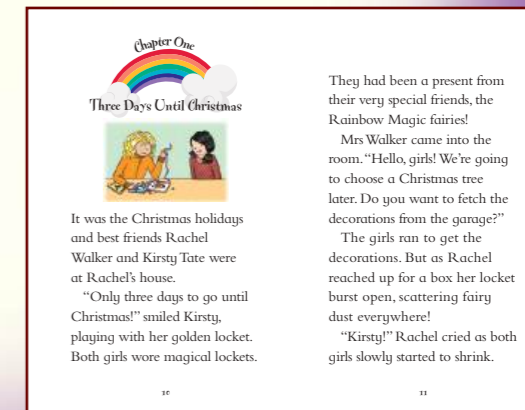 Chapter One
Three Days Until Christmas
It was the Christmas holidays
and best friends Rachel
Walker and Kirsty Tate were
at Rachel's house.
“Only three days to go until
Christmas!” smiled Kirsty,
playing with her golden locket.
Both girls wore magical lockets.
10
They had been a present from
their very special friends, the
Rainbow Magic fairies!
Mrs Walker came into the
room. “Hello, girls! We're going
to choose a Christmas tree
later. Do you want to fetch the
decorations from the garage?”
The girls ran to get the
decorations. But as Rachel
reached up for a box her locket
burst open, scattering fairy
dust everywhere!
“Kirsty!” Rachel cried as both
girls slowly started to shrink.
11